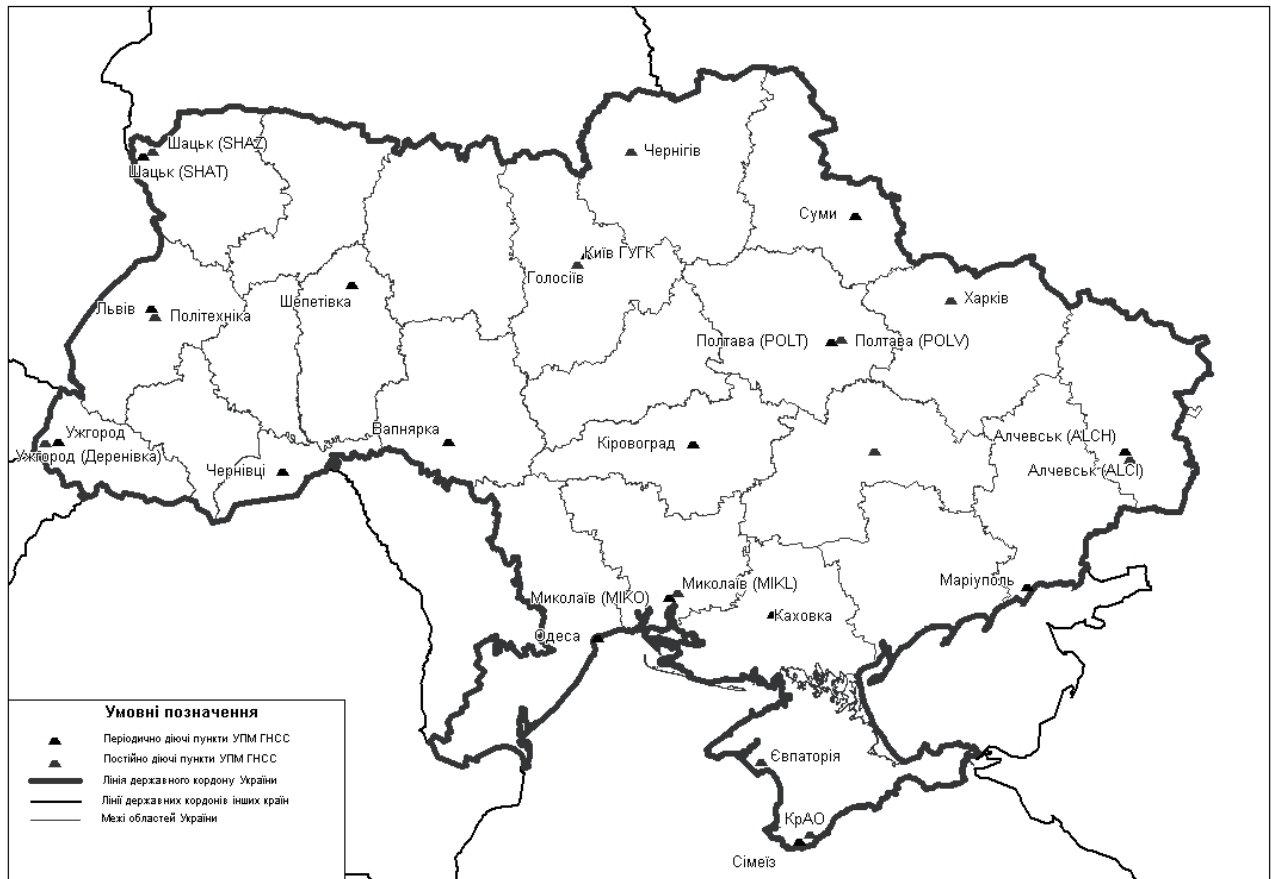 Шацьк (SHAZ)
Шацьк (SHAT)
Чернігів
Суми
Київ ГУГК
Голосіїв
Шепетівка
Львів
Політехніка
Харків
Полтава (POLT)
Полтава (POLV)
Ужгород
Ужгород (Деренівка)
Вапнярка
Чернівці
Кіровоград
Алчевськ (ALCH)
Алчевськ (ALCI)
Маріуполь
Миколаїв (MIKL)
Миколаїв (MIKO)
Каховка
Одеса
Євпаторія
КрАО
Сімеїз
Умовні позначення
Періодично діючі пункти УПМ ГНСС
Постійно діючі пункти УПМ ГНСС
Лінія державного кордону України
Лінії державних кордонів інших країн
Межі областей України